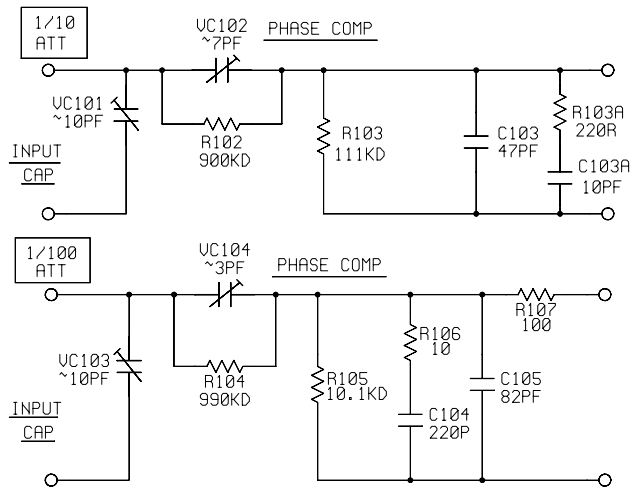 1/10
ATT
VC102
~7PF
PHASE COMP
VC101
~10PF
R102
900KD
R103
111KD
C103
47PF
R103A
220R
C103A
10PF
INPUT
CAP
1/100
ATT
VC104
~3PF
PHASE COMP
VC103
~10PF
R104
990KD
R105
10.1KD
R106
10
C104
220P
C105
82PF
R107
100
INPUT
CAP